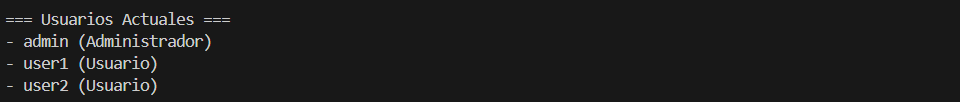 === Usuarios Actuales ===
- admin (Administrador)
- user1 (Usuario)
- user2 (Usuario)